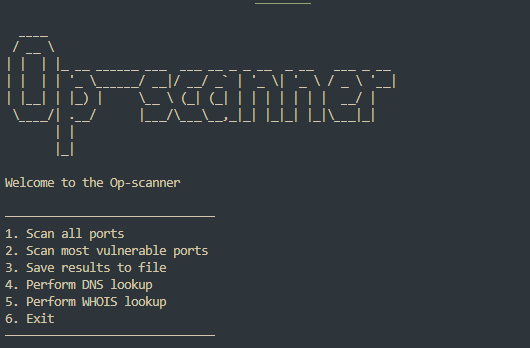 Op-scanner
Welcome to the Op-scanner
1. Scan all ports
2. Scan most vulnerable ports
3. Save results to file
4. Perform DNS lookup
5. Perform WHOIS lookup
6. Exit